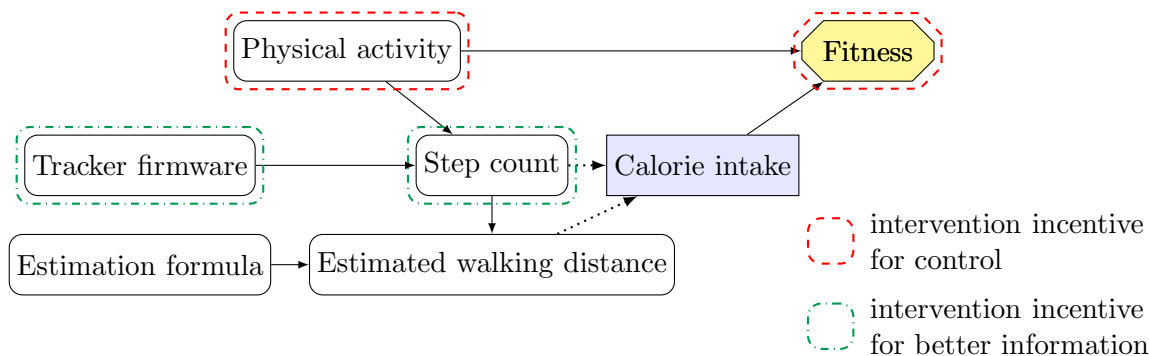 Physical activity
Fitness
Tracker firmware
Step count
Calorie intake
Estimation formula
Estimated walking distance
intervention incentive
for control
intervention incentive
for better information